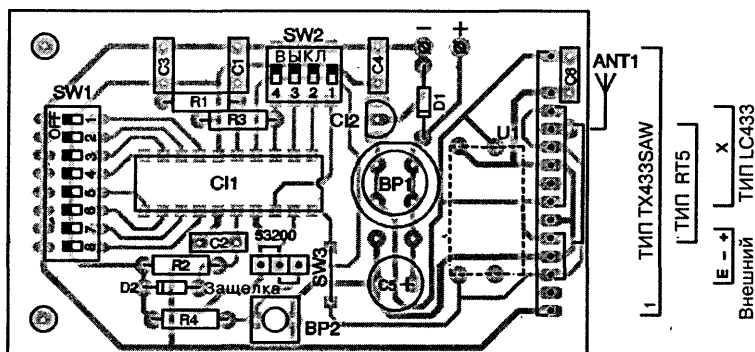 SW2
ВЫКЛ
4 3 2 1
− +
ANT1
C3
C1
C4
C6
SW1
OFF
1
2
3
4
5
6
7
8
R1
R3
D1
CI2
U1
CI1
BP1
C2
53200
SW3
C5 +
R2
D2
Защелка
R4
BP2
1
ТИП TX433SAW
ТИП RT5
X
ТИП LC433
E − +
Внешний